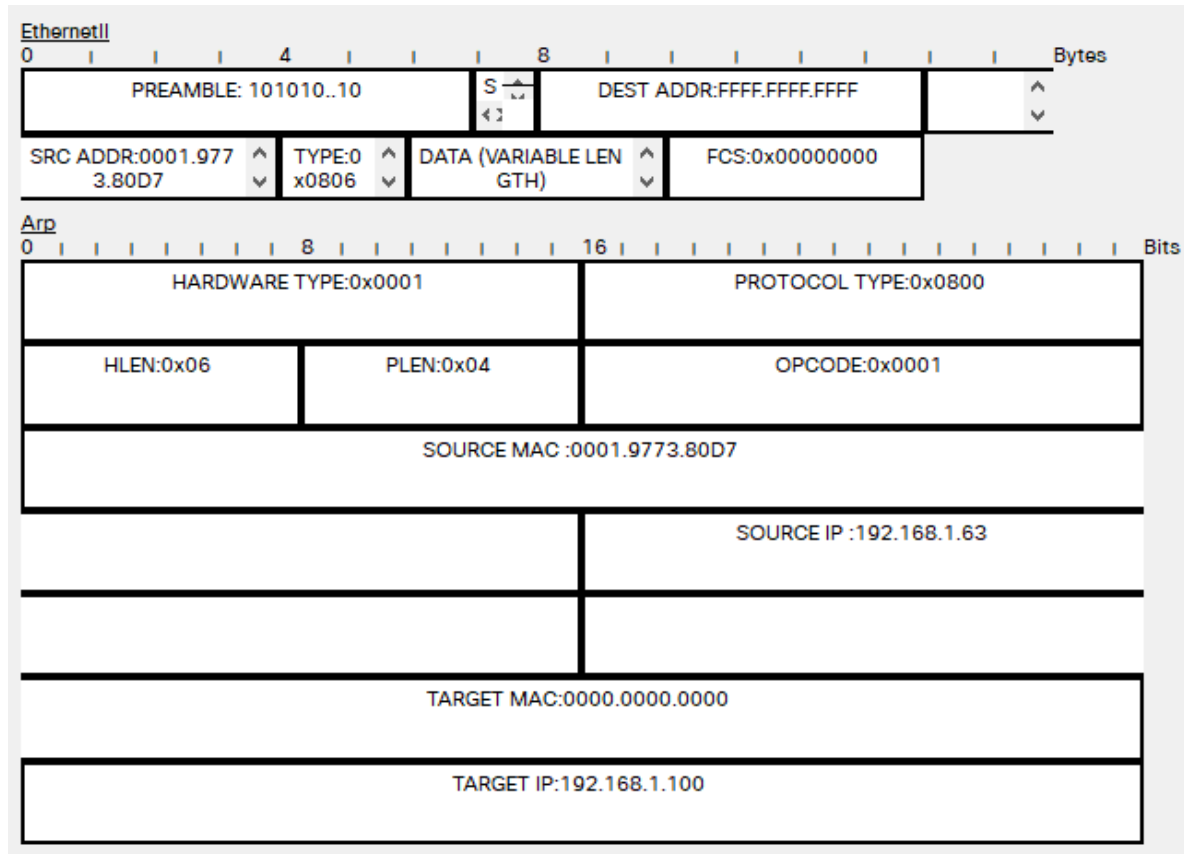 EthernetII
0 4 8 Bytes
PREAMBLE: 101010..10 S DEST ADDR:FFFF.FFFF.FFFF
SRC ADDR:0001.977 TYPE:0 DATA (VARIABLE LEN FCS:0x00000000
3.80D7 x0806 GTH)
Arp
0 8 16 Bits
HARDWARE TYPE:0x0001 PROTOCOL TYPE:0x0800
HLEN:0x06 PLEN:0x04 OPCODE:0x0001
SOURCE MAC :0001.9773.80D7
SOURCE IP :192.168.1.63
TARGET MAC:0000.0000.0000
TARGET IP:192.168.1.100